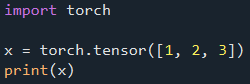 import torch
x = torch.tensor([1, 2, 3])
print(x)